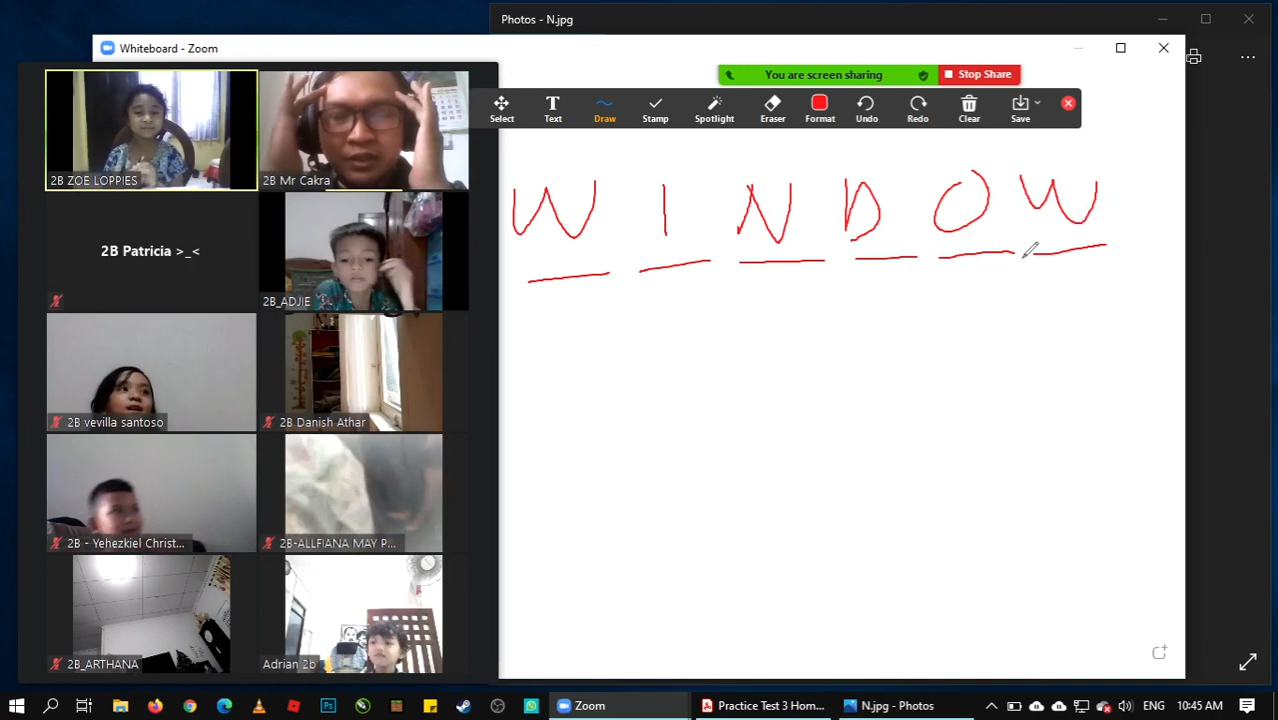 Photos - N.jpg
Whiteboard - Zoom
You are screen sharing
Stop Share
Select
Text
Draw
Stamp
Spotlight
Eraser
Format
Undo
Redo
Clear
Save
2B ZOE LOPPIES
2B Mr Cakra
W I N D O W
2B Patricia >_<
2B_ADJIE
2B vevilla santoso
2B Danish Athar
2B - Yehezkiel Christ...
2B-ALLFIANA MAY P...
2B_ARTHANA
Adrian 2b
Ps
Zoom
Practice Test 3 Hom...
N.jpg - Photos
ENG
10:45 AM